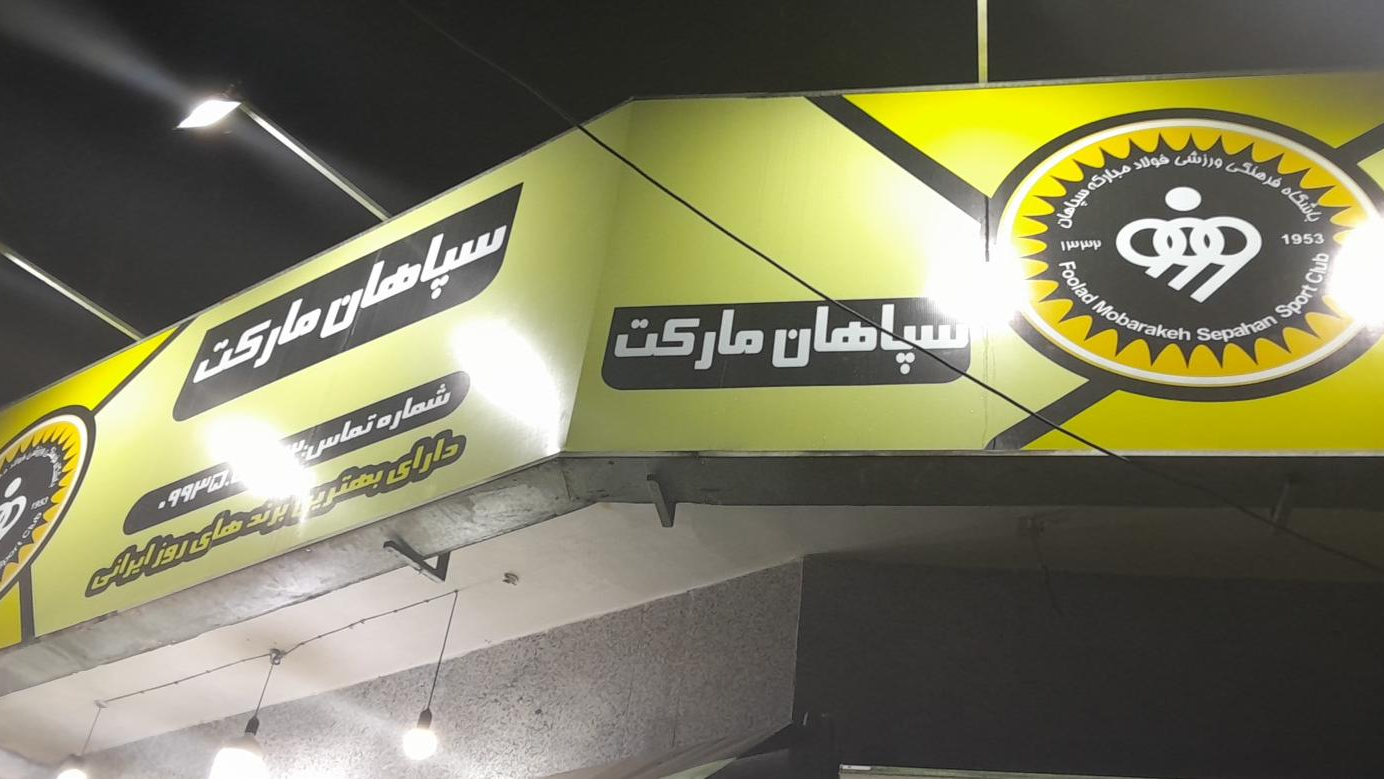 سپاهان مارکت
باشگاه فرهنگی ورزشی فولاد مبارکه سپاهان
۱۳۳۲
1953
Foolad Mobarakeh Sepahan Sport Club
سپاهان مارکت
شماره تماس:
دارای بهترین برند های روز ایرانی
1953